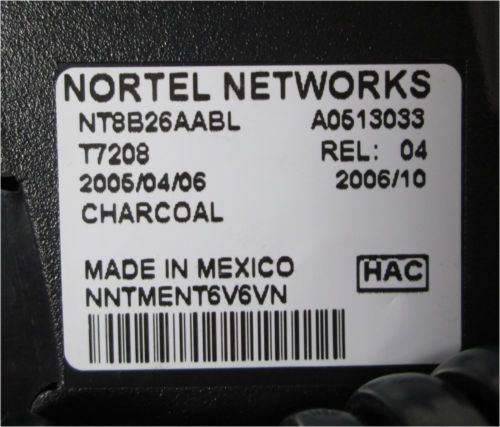 NORTEL NETWORKS
NT8B26AABL A0513033
T7208 REL: 04
2005/04/06 2006/10
CHARCOAL
MADE IN MEXICO HAC
NNTMENT6V6VN